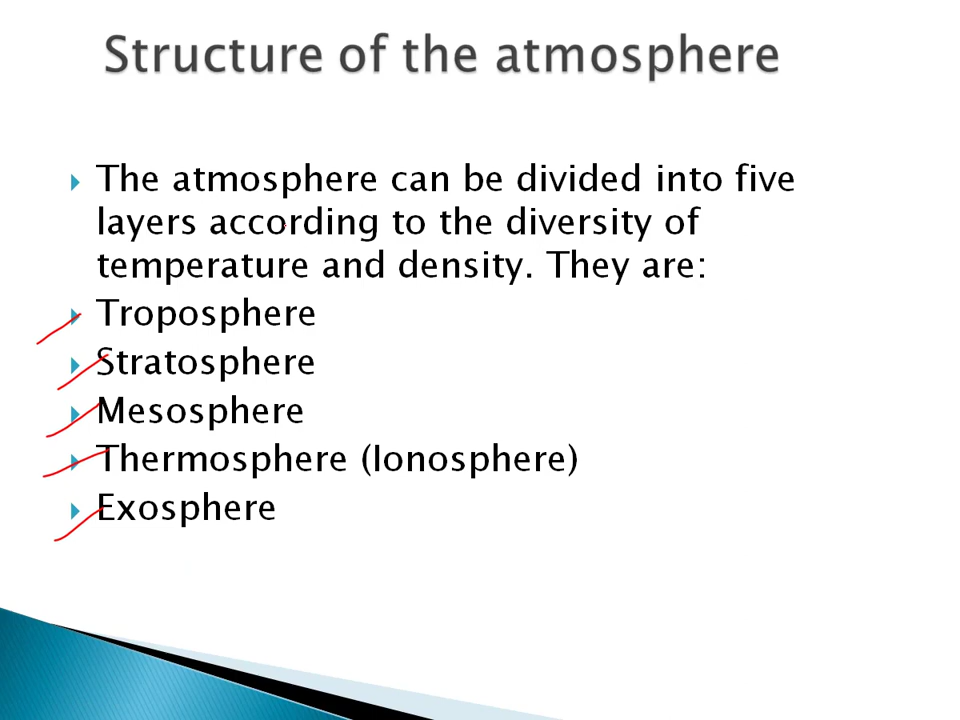 Structure of the atmosphere
The atmosphere can be divided into five
layers according to the diversity of
temperature and density. They are:
Troposphere
Stratosphere
Mesosphere
Thermosphere (Ionosphere)
Exosphere